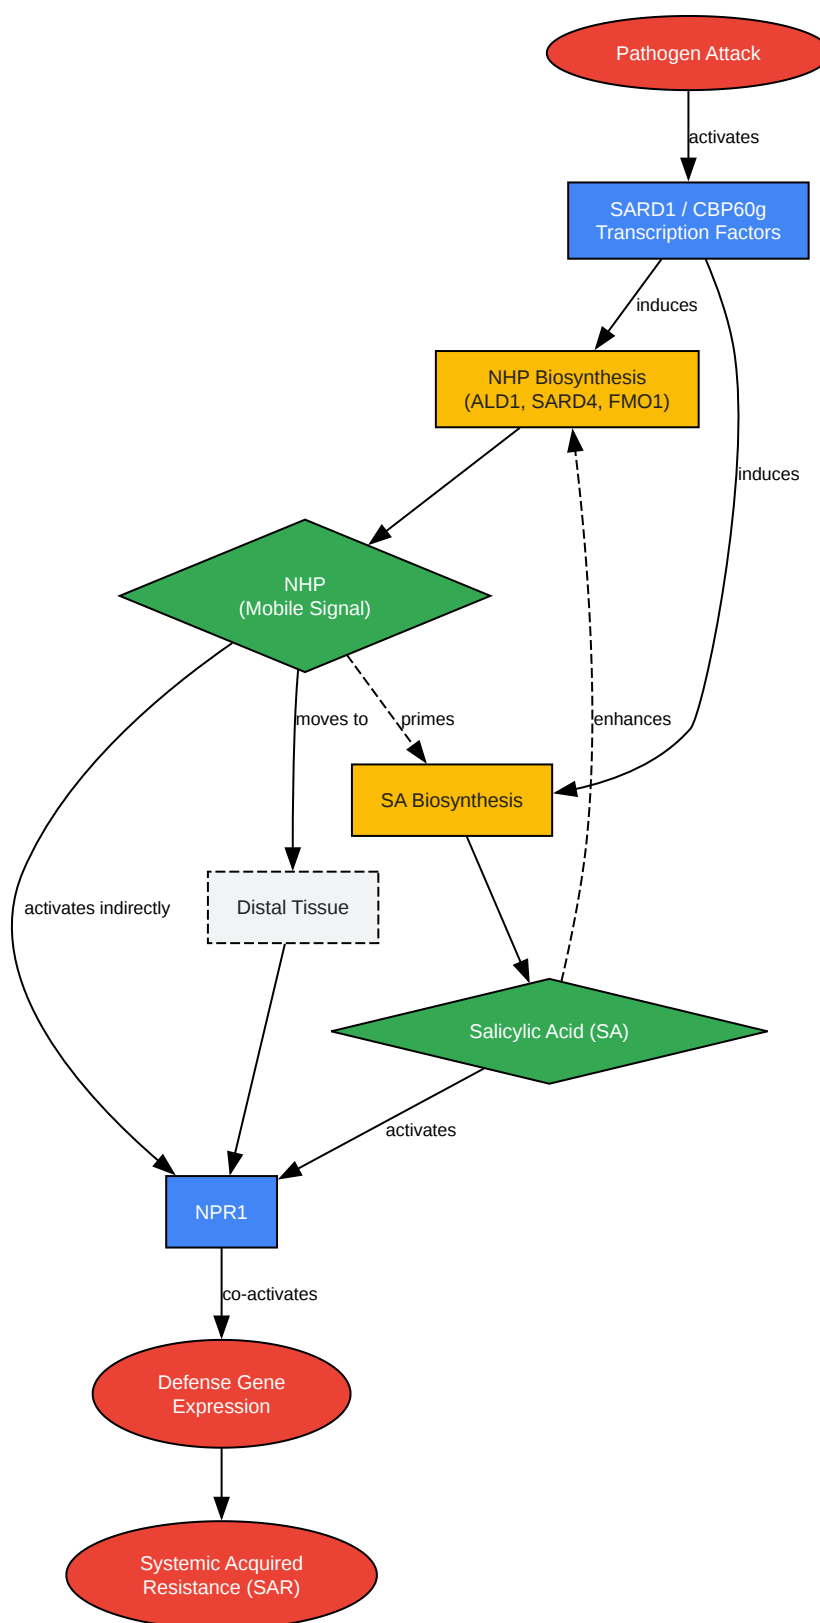 Pathogen Attack
activates
SARD1 / CBP60g
Transcription Factors
induces
NHP Biosynthesis
(ALD1, SARD4, FMO1)
induces
NHP
(Mobile Signal)
moves to
primes
enhances
SA Biosynthesis
activates indirectly
Distal Tissue
Salicylic Acid (SA)
activates
NPR1
co-activates
Defense Gene
Expression
Systemic Acquired
Resistance (SAR)